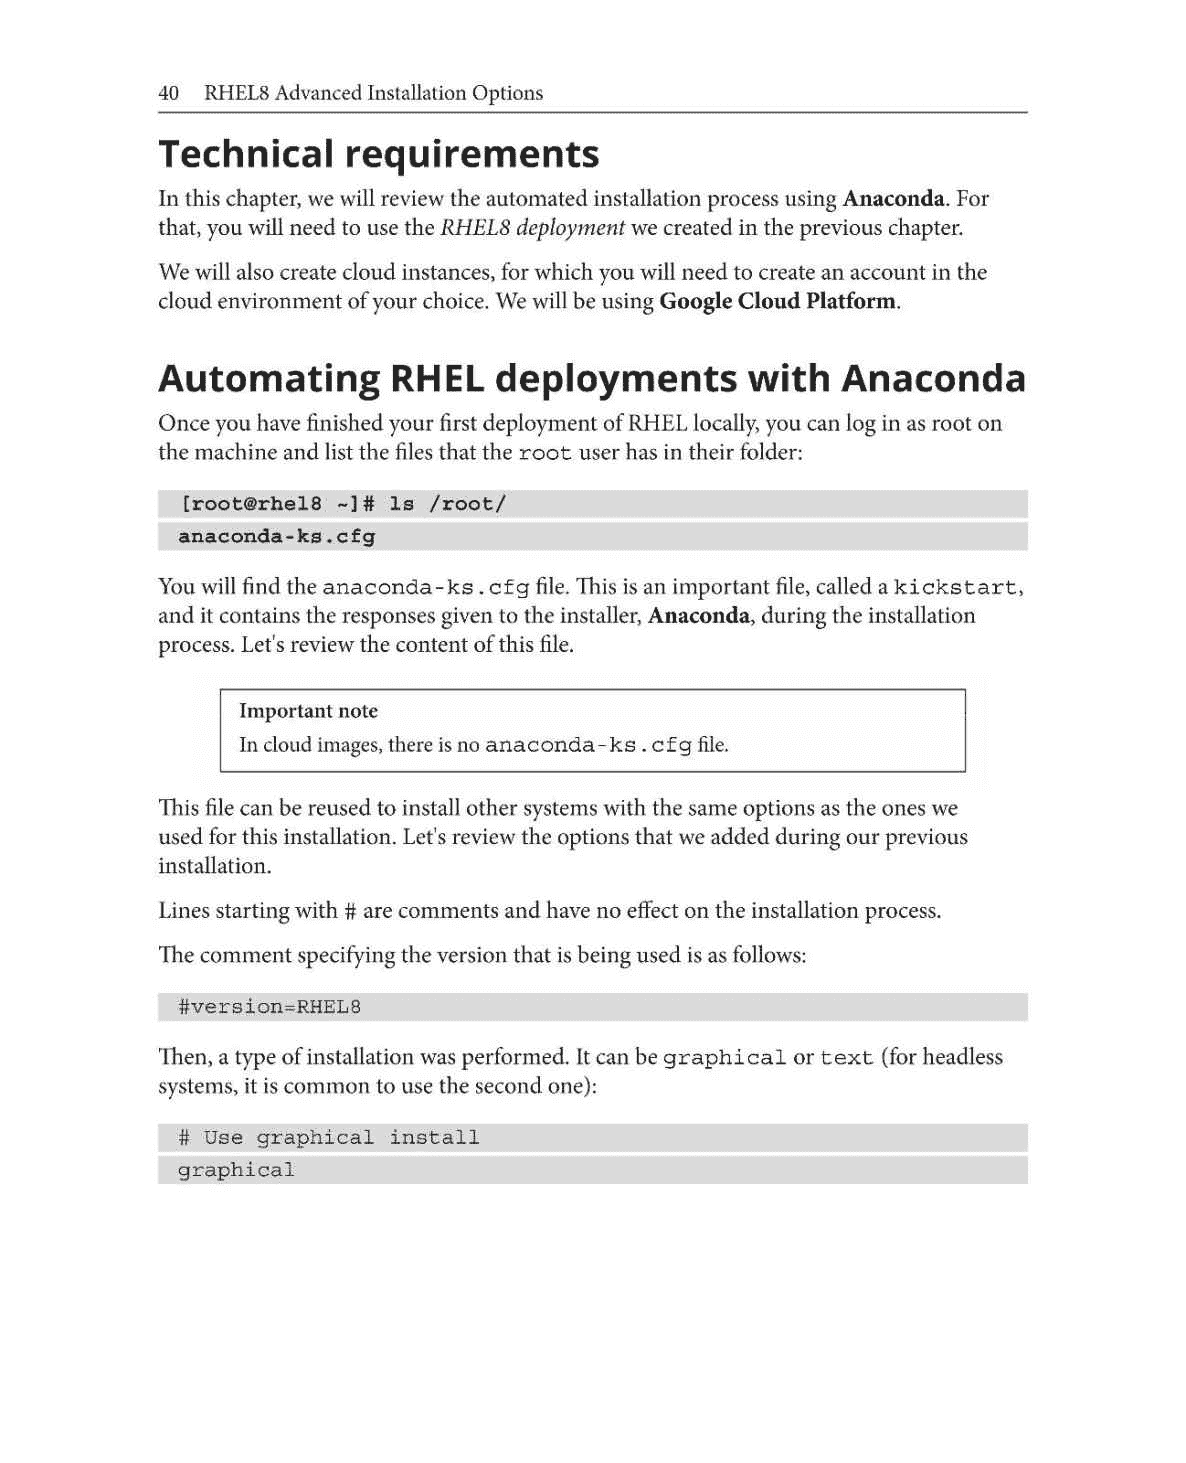 40 RHEL8 Advanced Installation Options
Technical requirements
In this chapter, we will review the automated installation process using Anaconda. For
that, you will need to use the RHEL8 deployment we created in the previous chapter.
We will also create cloud instances, for which you will need to create an account in the
cloud environment of your choice. We will be using Google Cloud Platform.
Automating RHEL deployments with Anaconda
Once you have finished your first deployment of RHEL locally, you can log in as root on
the machine and list the files that the root user has in their folder:
[root@rhel8 ~]# ls /root/
anaconda-ks.cfg
You will find the anaconda-ks.cfg file. This is an important file, called a kickstart,
and it contains the responses given to the installer, Anaconda, during the installation
process. Let's review the content of this file.
Important note
In cloud images, there is no anaconda-ks.cfg file.
This file can be reused to install other systems with the same options as the ones we
used for this installation. Let's review the options that we added during our previous
installation.
Lines starting with # are comments and have no effect on the installation process.
The comment specifying the version that is being used is as follows:
#version=RHEL8
Then, a type of installation was performed. It can be graphical or text (for headless
systems, it is common to use the second one):
# Use graphical install
graphical